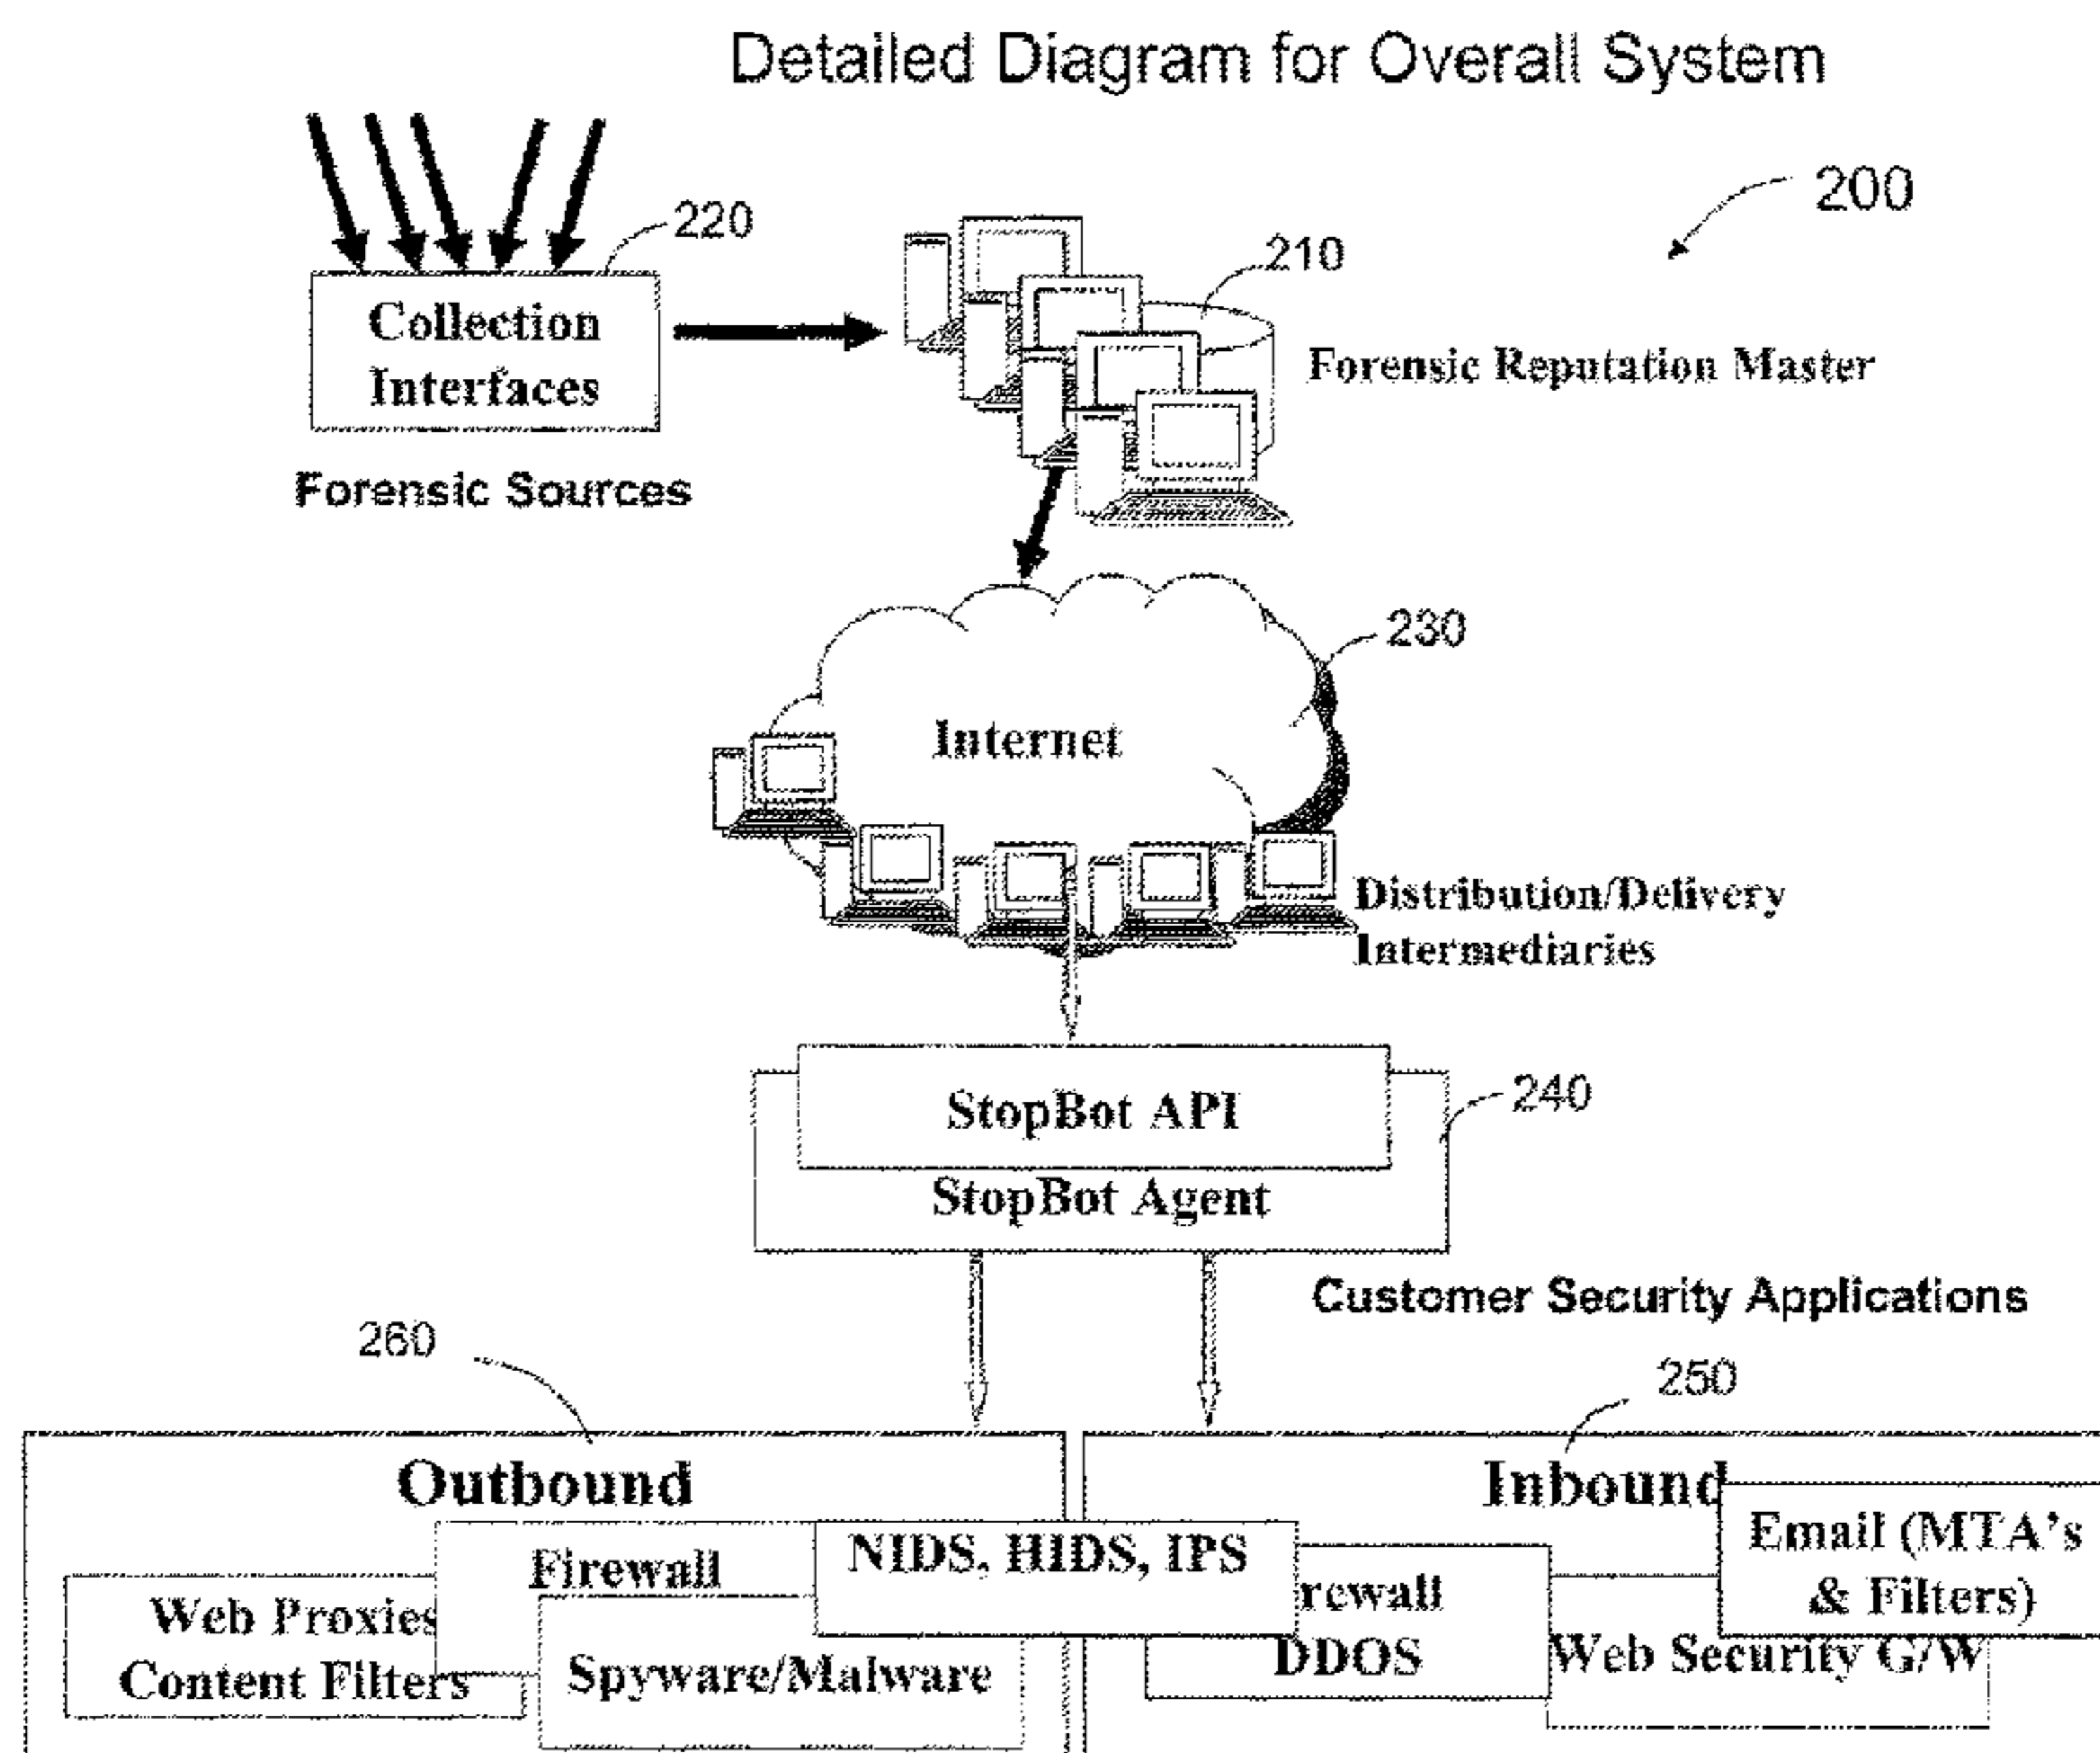 Detailed Diagram for Overall System
200
220
210
Collection
Interfaces
Forensic Reputation Master
Forensic Sources
230
Internet
Distribution/Delivery
Intermediaries
StopBot API
240
StopBot Agent
Customer Security Applications
260
250
Outbound
Inbound
Email (MTA's
& Filters)
NIDS, HIDS, IPS
Firewall
rewall
DDOS
Web Proxies
Content Filters
Spyware/Malware
Web Security G/W